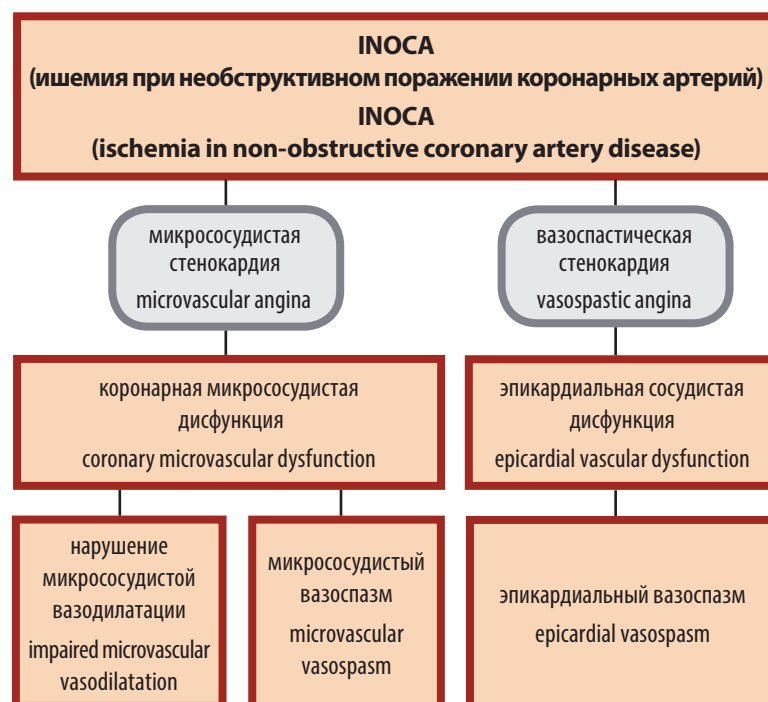 INOCA
(ишемия при необструктивном поражении коронарных артерий)
INOCA
(ischemia in non-obstructive coronary artery disease)
микрососудистая
стенокардия
microvascular angina
вазоспастическая
стенокардия
vasospastic angina
коронарная микрососудистая
дисфункция
coronary microvascular dysfunction
эпикардиальная сосудистая
дисфункция
epicardial vascular dysfunction
нарушение
микрососудистой
вазодилатации
impaired microvascular
vasodilatation
микрососудистый
вазоспазм
microvascular
vasospasm
эпикардиальный вазоспазм
epicardial vasospasm